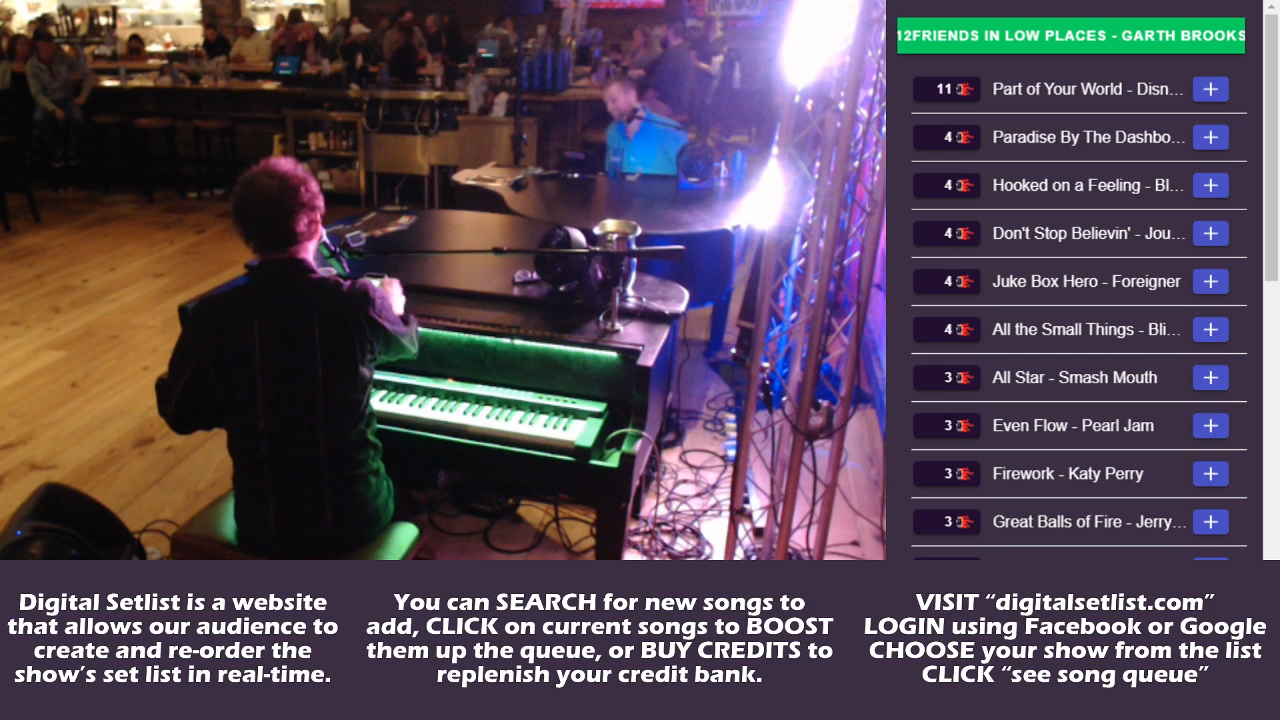 12FRIENDS IN LOW PLACES - GARTH BROOKS
11 Part of Your World - Disn...
4 Paradise By The Dashbo...
4 Hooked on a Feeling - Bl...
4 Don't Stop Believin' - Jou...
4 Juke Box Hero - Foreigner
4 All the Small Things - Bli...
3 All Star - Smash Mouth
3 Even Flow - Pearl Jam
3 Firework - Katy Perry
3 Great Balls of Fire - Jerry...
Digital Setlist is a website
that allows our audience to
create and re-order the
show's set list in real-time.
You can SEARCH for new songs to
add, CLICK on current songs to BOOST
them up the queue, or BUY CREDITS to
replenish your credit bank.
VISIT “digitalsetlist.com”
LOGIN using Facebook or Google
CHOOSE your show from the list
CLICK “see song queue”